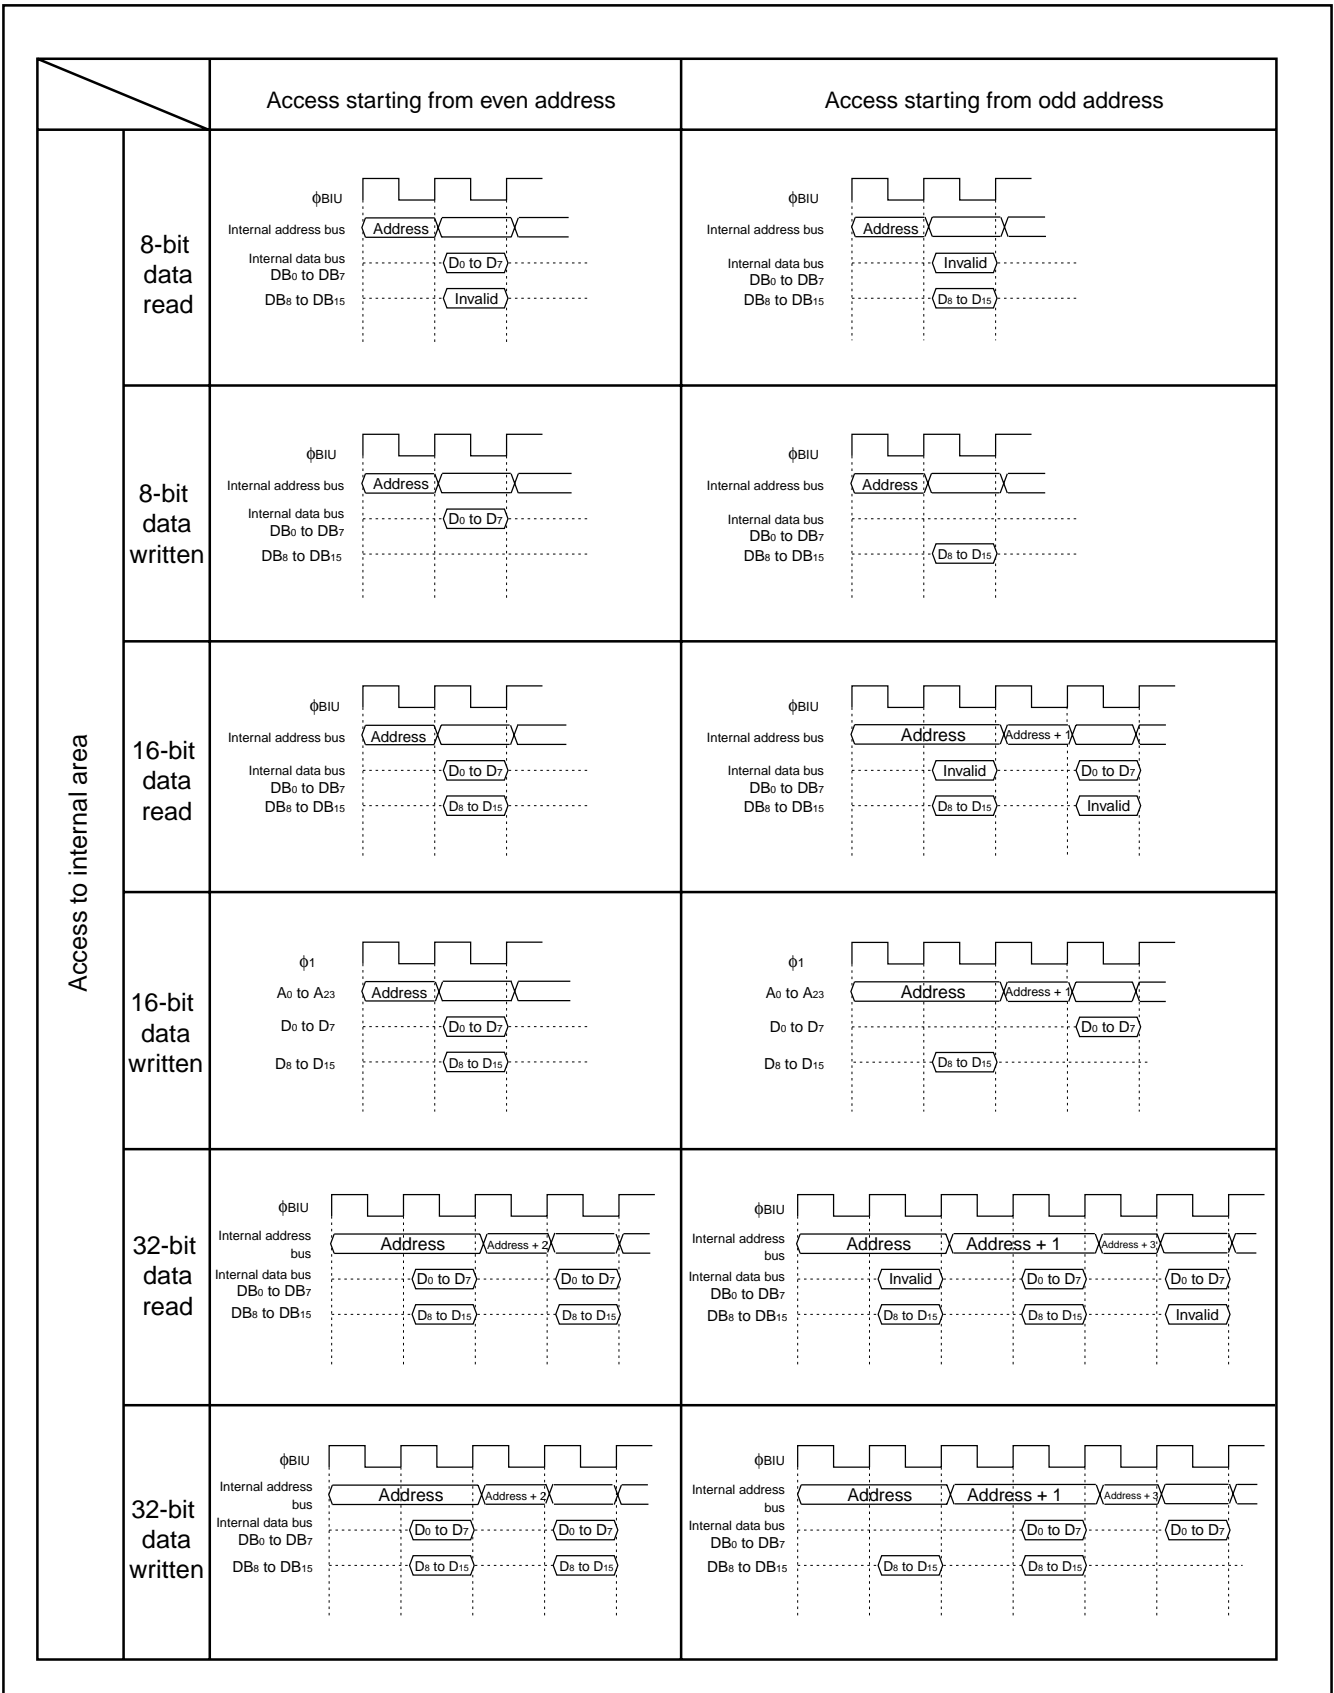 Access starting from even address
Access starting from odd address
Access to internal area
8-bit
data
read
ϕBIU
Internal address bus
Address
Internal data bus
DB0 to DB7
D0 to D7
DB8 to DB15
Invalid
ϕBIU
Internal address bus
Address
Internal data bus
DB0 to DB7
Invalid
DB8 to DB15
D8 to D15
8-bit
data
written
ϕBIU
Internal address bus
Address
Internal data bus
DB0 to DB7
D0 to D7
DB8 to DB15
ϕBIU
Internal address bus
Address
Internal data bus
DB0 to DB7
DB8 to DB15
D8 to D15
16-bit
data
read
ϕBIU
Internal address bus
Address
Internal data bus
DB0 to DB7
D0 to D7
DB8 to DB15
D8 to D15
ϕBIU
Internal address bus
Address Address + 1
Internal data bus
DB0 to DB7
Invalid D0 to D7
DB8 to DB15
D8 to D15 Invalid
16-bit
data
written
ϕ1
A0 to A23
Address
D0 to D7
D0 to D7
D8 to D15
D8 to D15
ϕ1
A0 to A23
Address Address + 1
D0 to D7
D0 to D7
D8 to D15
D8 to D15
32-bit
data
read
ϕBIU
Internal address
bus
Address Address + 2
Internal data bus
DB0 to DB7
D0 to D7 D0 to D7
DB8 to DB15
D8 to D15 D8 to D15
ϕBIU
Internal address
bus
Address Address + 1 Address + 3
Internal data bus
DB0 to DB7
Invalid D0 to D7 D0 to D7
DB8 to DB15
D8 to D15 D8 to D15 Invalid
32-bit
data
written
ϕBIU
Internal address
bus
Address Address + 2
Internal data bus
DB0 to DB7
D0 to D7 D0 to D7
DB8 to DB15
D8 to D15 D8 to D15
ϕBIU
Internal address
bus
Address Address + 1 Address + 3
Internal data bus
DB0 to DB7
D0 to D7 D0 to D7
DB8 to DB15
D8 to D15 D8 to D15